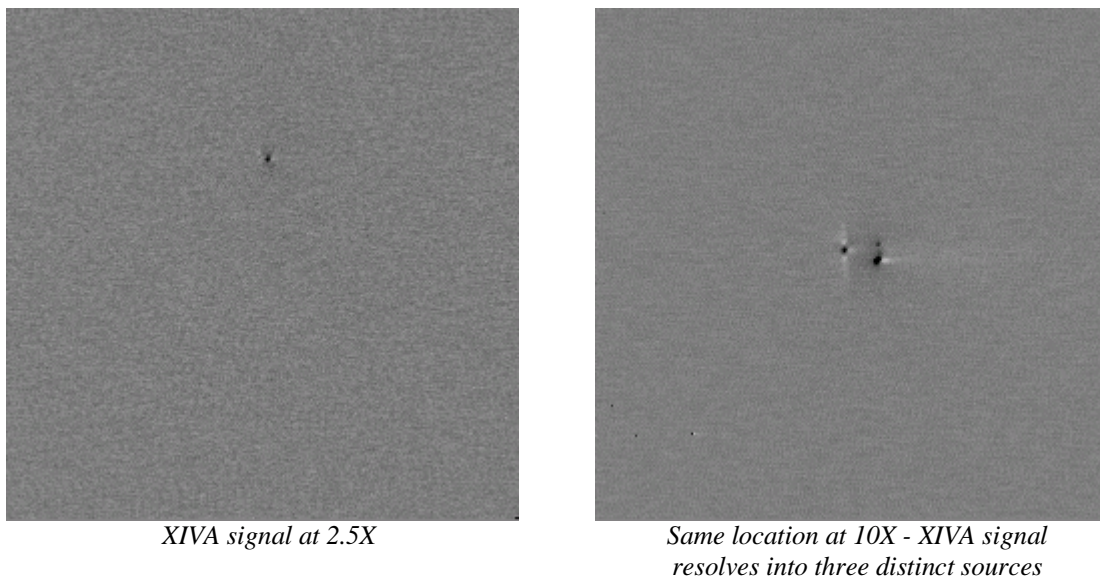 XIVA signal at 2.5X
Same location at 10X - XIVA signal
resolves into three distinct sources